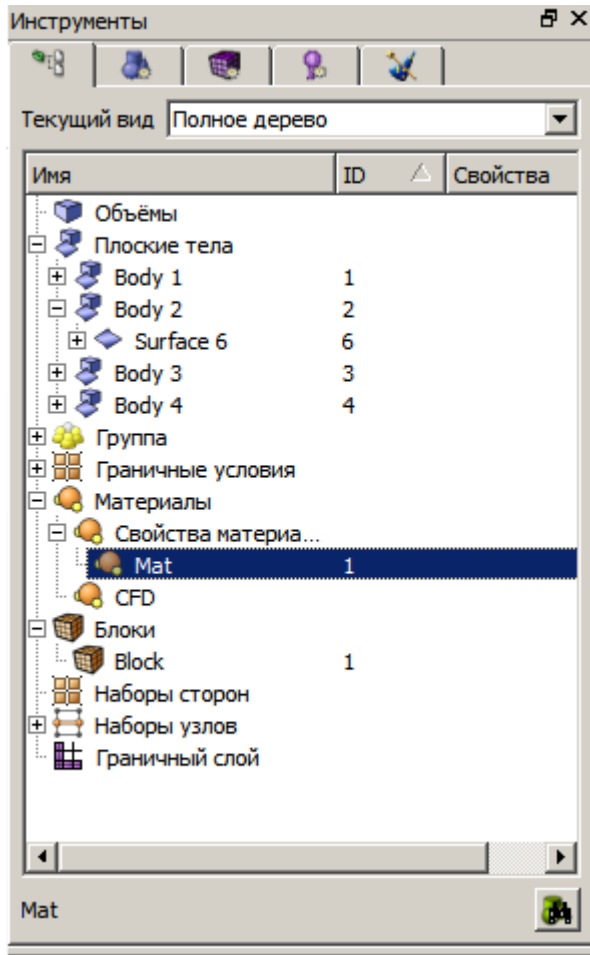 Инструменты
Текущий вид Полное дерево
Имя ID Свойства
Объёмы
Плоские тела
Body 1 1
Body 2 2
Surface 6 6
Body 3 3
Body 4 4
Группа
Граничные условия
Материалы
Свойства материа...
Mat 1
CFD
Блоки
Block 1
Наборы сторон
Наборы узлов
Граничный слой
Mat